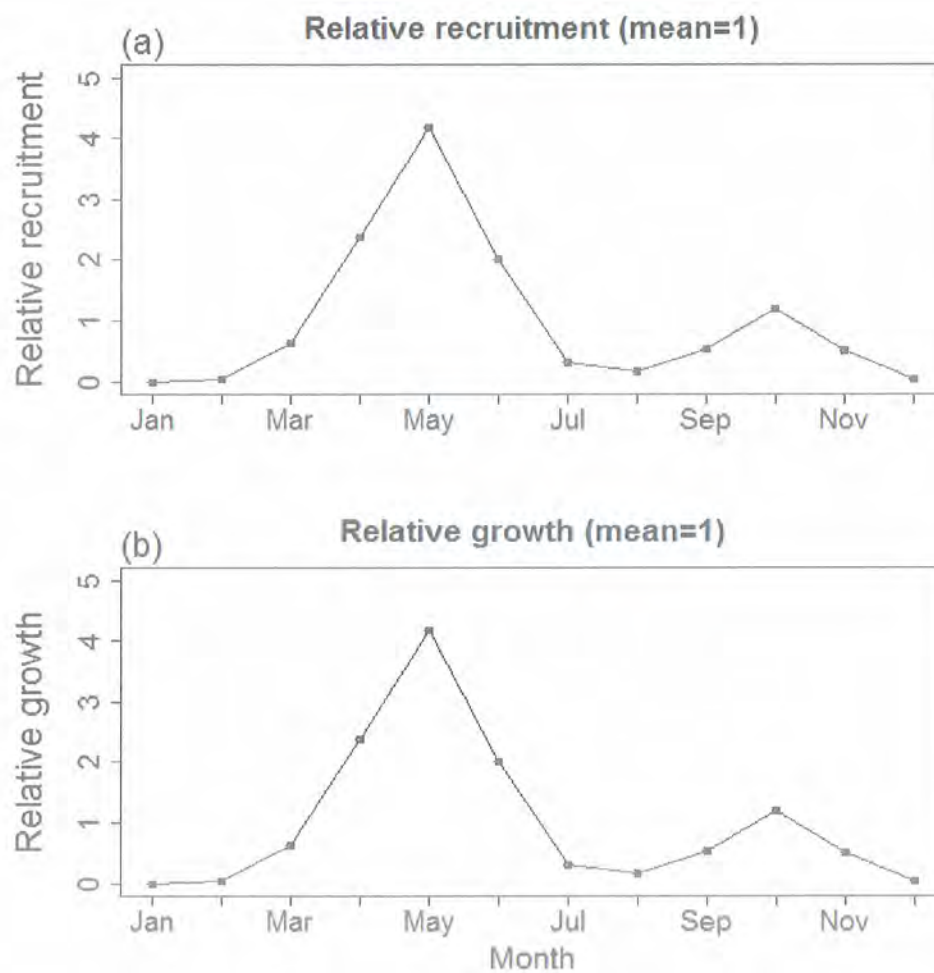 (a)
Relative recruitment (mean=1)
Relative recruitment
5
4
3
2
1
0
Jan Mar May Jul Sep Nov
(b)
Relative growth (mean=1)
Relative growth
5
4
3
2
1
0
Jan Mar May Jul Sep Nov
Month